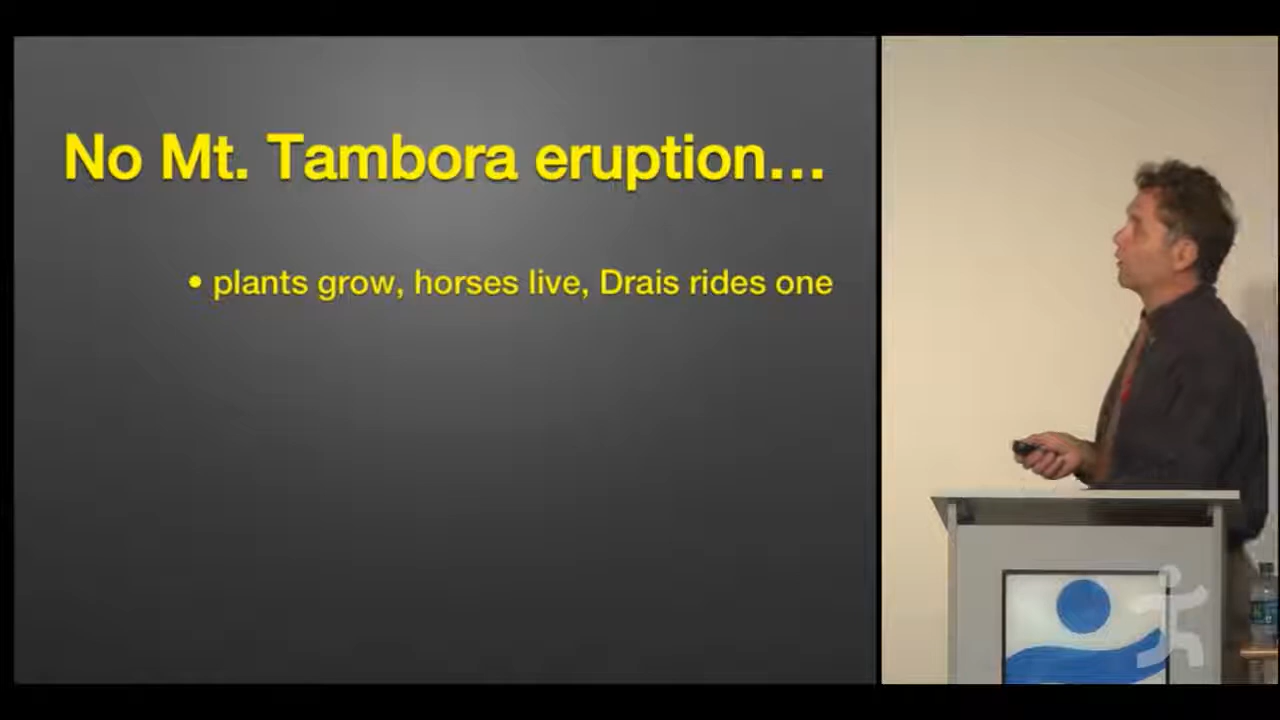 No Mt. Tambora eruption…
• plants grow, horses live, Drais rides one